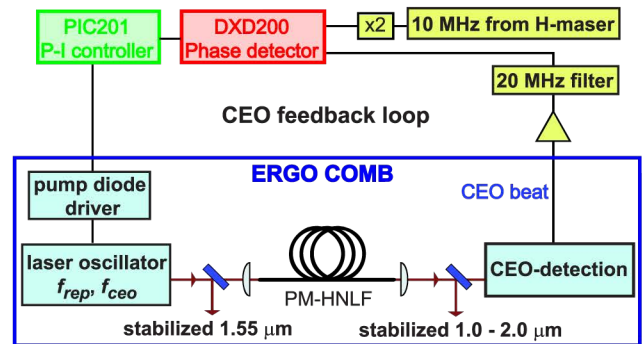 PIC201
P-I controller
DXD200
Phase detector
x2
10 MHz from H-maser
20 MHz filter
CEO feedback loop
ERGO COMB
CEO beat
pump diode
driver
laser oscillator
f_rep, f_ceo
PM-HNLF
CEO-detection
stabilized 1.55 μm
stabilized 1.0 - 2.0 μm